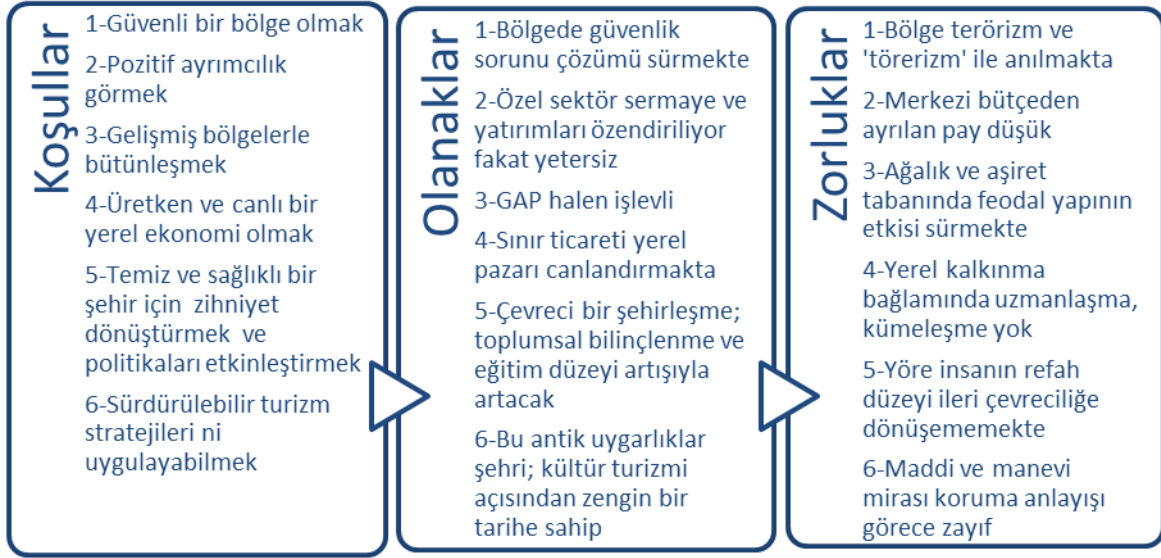 Koşullar
1-Güvenli bir bölge olmak
2-Pozitif ayrımcılık
görmek
3-Gelişmiş bölgelerle
bütünleşmek
4-Üretken ve canlı bir
yerel ekonomi olmak
5-Temiz ve sağlıklı bir
şehir için zihniyet
dönüştürmek ve
politikaları etkinleştirmek
6-Sürdürülebilir turizm
stratejileri ni
uygulayabilmek
Olanaklar
1-Bölgede güvenlik
sorunu çözümü sürmekte
2-Özel sektör sermaye ve
yatırımları özendiriliyor
fakat yetersiz
3-GAP halen işlevli
4-Sınır ticareti yerel
pazarı canlandırmakta
5-Çevreci bir şehirleşme;
toplumsal bilinçlenme ve
eğitim düzeyi artışıyla
artacak
6-Bu antik uygarlıklar
şehri; kültür turizmi
açısından zengin bir
tarihe sahip
Zorluklar
1-Bölge terörizm ve
'törerizm' ile anılmakta
2-Merkezi bütçeden
ayrılan pay düşük
3-Ağalık ve aşiret
tabanında feodal yapının
etkisi sürmekte
4-Yerel kalkınma
bağlamında uzmanlaşma,
kümeleşme yok
5-Yöre insanın refah
düzeyi ileri çevreciliğe
dönüşememekte
6-Maddi ve manevi
mirası koruma anlayışı
görece zayıf